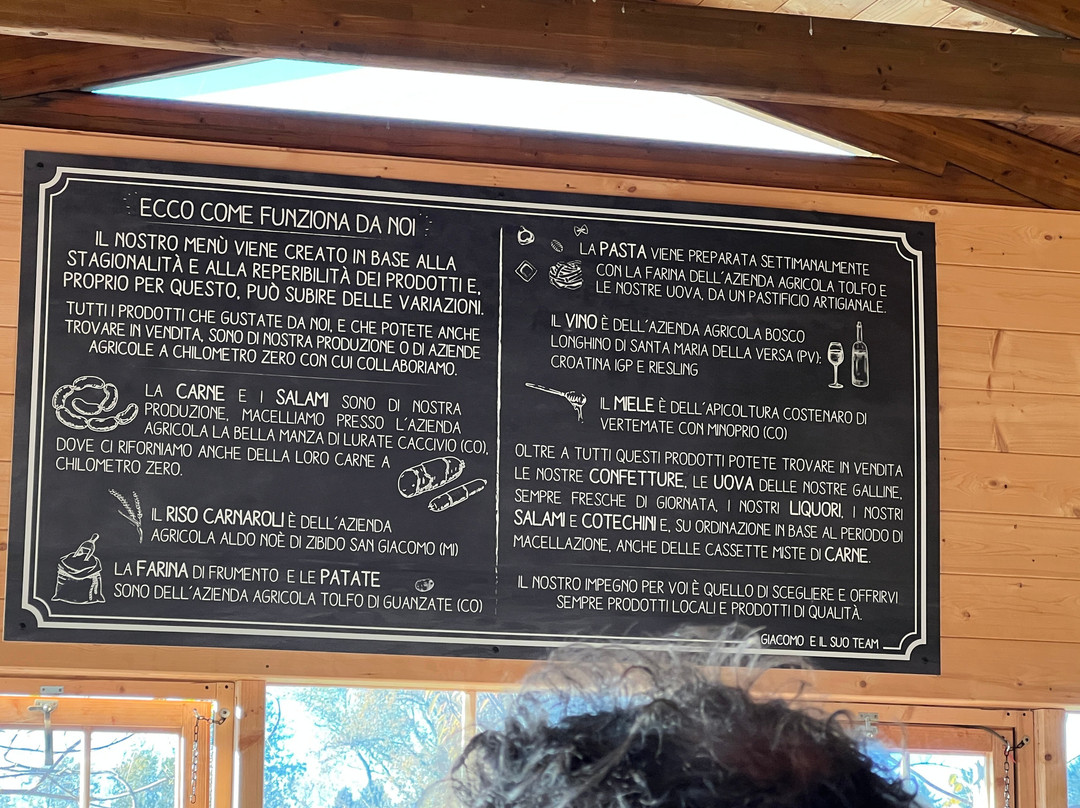 ECCO COME FUNZIONA DA NOI
IL NOSTRO MENÙ VIENE CREATO IN BASE ALLA
STAGIONALITÀ E ALLA REPERIBILITÀ DEI PRODOTTI E,
PROPRIO PER QUESTO, PUÒ SUBIRE DELLE VARIAZIONI.
TUTTI I PRODOTTI CHE GUSTATE DA NOI, E CHE POTETE ANCHE
TROVARE IN VENDITA, SONO DI NOSTRA PRODUZIONE O DI AZIENDE
AGRICOLE A CHILOMETRO ZERO CON CUI COLLABORIAMO.
LA CARNE E I SALAMI SONO DI NOSTRA
PRODUZIONE, MACELLIAMO PRESSO L'AZIENDA
AGRICOLA LA BELLA MANZA DI LURATE CACCIVIO (CO),
DOVE CI RIFORNIAMO ANCHE DELLA LORO CARNE A
CHILOMETRO ZERO.
IL RISO CARNAROLI È DELL'AZIENDA
AGRICOLA ALDO NOÈ DI ZIBIDO SAN GIACOMO (MI)
LA FARINA DI FRUMENTO E LE PATATE
SONO DELL'AZIENDA AGRICOLA TOLFO DI GUANZATE (CO)
LA PASTA VIENE PREPARATA SETTIMANALMENTE
CON LA FARINA DELL'AZIENDA AGRICOLA TOLFO E
LE NOSTRE UOVA, DA UN PASTIFICIO ARTIGIANALE.
IL VINO È DELL'AZIENDA AGRICOLA BOSCO
LONGHINO DI SANTA MARIA DELLA VERSA (PV):
CROATINA IGP E RIESLING
IL MIELE È DELL'APICOLTURA COSTENARO DI
VERTEMATE CON MINOPRIO (CO)
OLTRE A TUTTI QUESTI PRODOTTI POTETE TROVARE IN VENDITA
LE NOSTRE CONFETTURE, LE UOVA DELLE NOSTRE GALLINE,
SEMPRE FRESCHE DI GIORNATA, I NOSTRI LIQUORI, I NOSTRI
SALAMI E COTECHINI E, SU ORDINAZIONE IN BASE AL PERIODO DI
MACELLAZIONE, ANCHE DELLE CASSETTE MISTE DI CARNE.
IL NOSTRO IMPEGNO PER VOI È QUELLO DI SCEGLIERE E OFFRIRVI
SEMPRE PRODOTTI LOCALI E PRODOTTI DI QUALITÀ.
GIACOMO E IL SUO TEAM